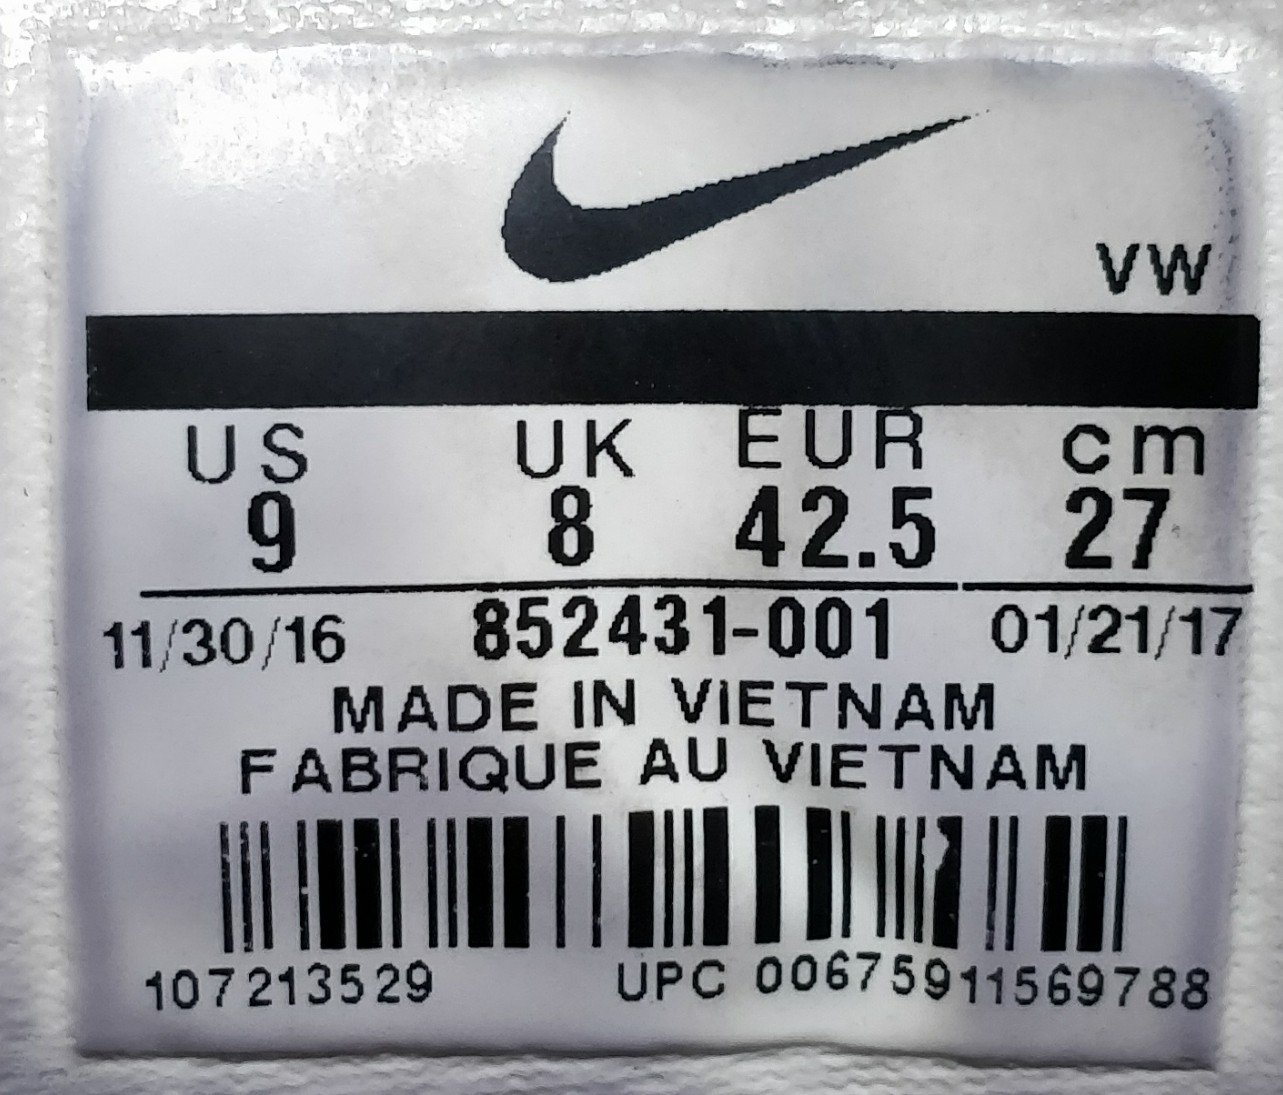 VW
US UK EUR cm
9 8 42.5 27
11/30/16 852431-001 01/21/17
MADE IN VIETNAM
FABRIQUE AU VIETNAM
107213529 UPC 00675911569788